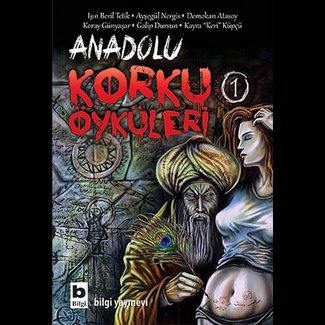 Işın Beril Tetik • Ayşegül Nergis • Demokan Atasoy
Koray Günyaşar • Galip Dursun • Kayra "Keri" Küpçü
ANADOLU
KORKU
ÖYKÜLERİ 1
b
Bilgi
bilgi yayınevi